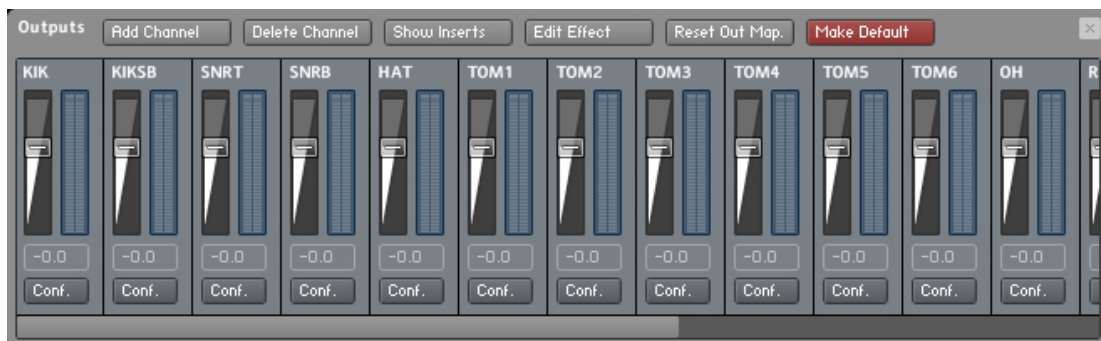 Outputs Add Channel Delete Channel Show Inserts Edit Effect Reset Out Map. Make Default
KIK KIKSB SNRT SNRB HAT TOM1 TOM2 TOM3 TOM4 TOM5 TOM6 OH R
-0.0 -0.0 -0.0 -0.0 -0.0 -0.0 -0.0 -0.0 -0.0 -0.0 -0.0 -0.0
Conf. Conf. Conf. Conf. Conf. Conf. Conf. Conf. Conf. Conf. Conf. Conf.